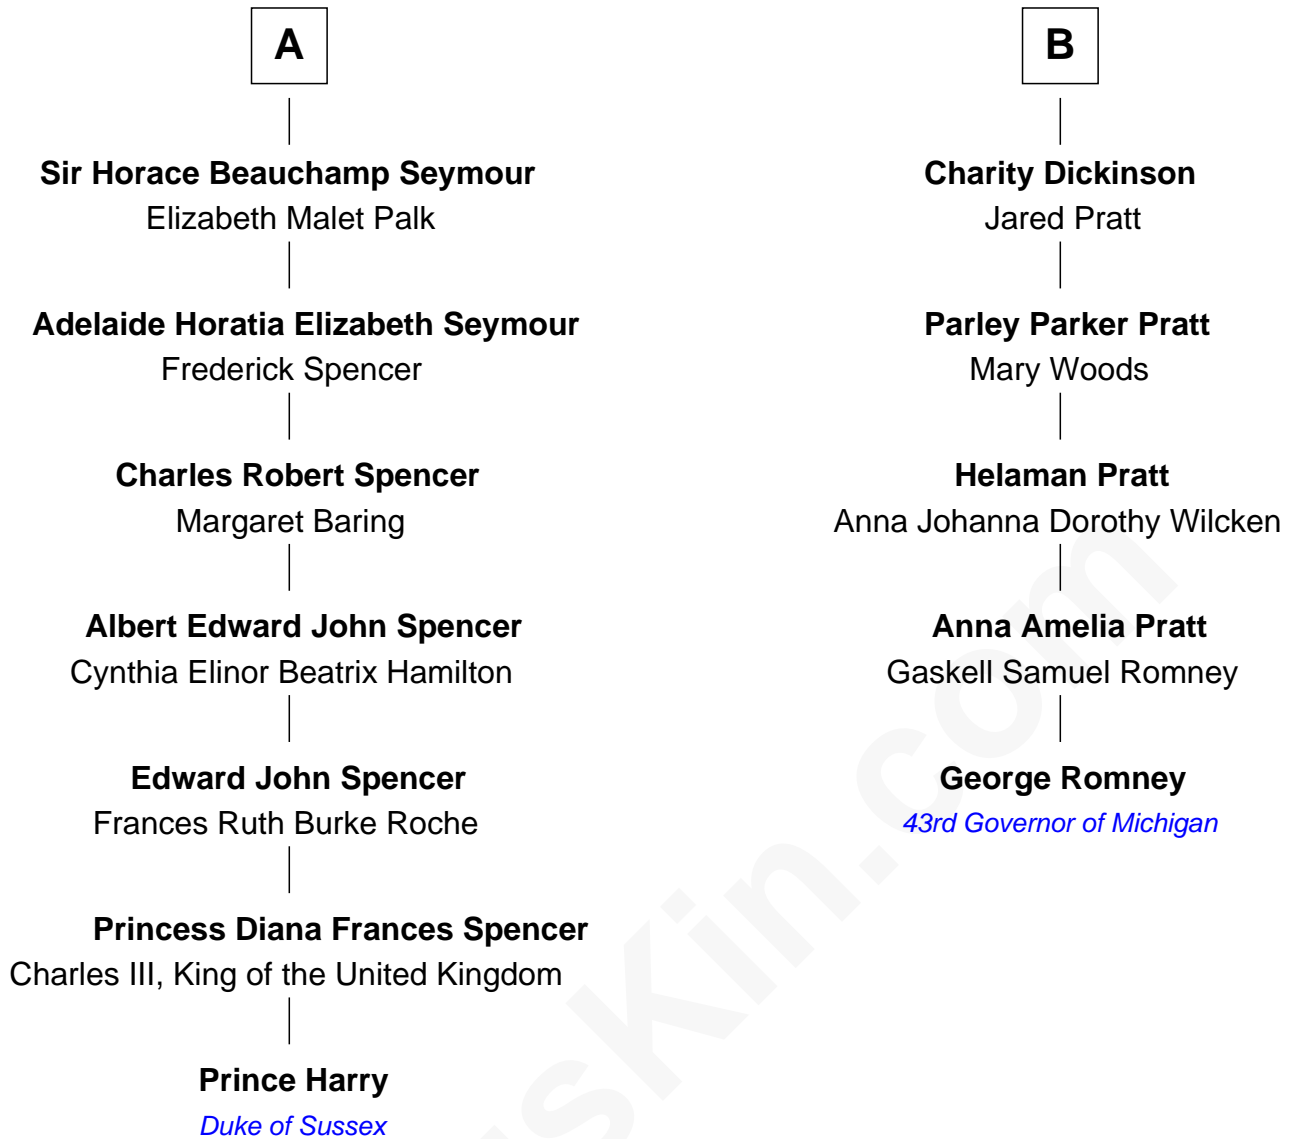 A
Sir Horace Beauchamp Seymour
Elizabeth Malet Palk
Adelaide Horatia Elizabeth Seymour
Frederick Spencer
Charles Robert Spencer
Margaret Baring
Albert Edward John Spencer
Cynthia Elinor Beatrix Hamilton
Edward John Spencer
Frances Ruth Burke Roche
Princess Diana Frances Spencer
Charles III, King of the United Kingdom
Prince Harry
Duke of Sussex
B
Charity Dickinson
Jared Pratt
Parley Parker Pratt
Mary Woods
Helaman Pratt
Anna Johanna Dorothy Wilcken
Anna Amelia Pratt
Gaskell Samuel Romney
George Romney
43rd Governor of Michigan
usKin.com